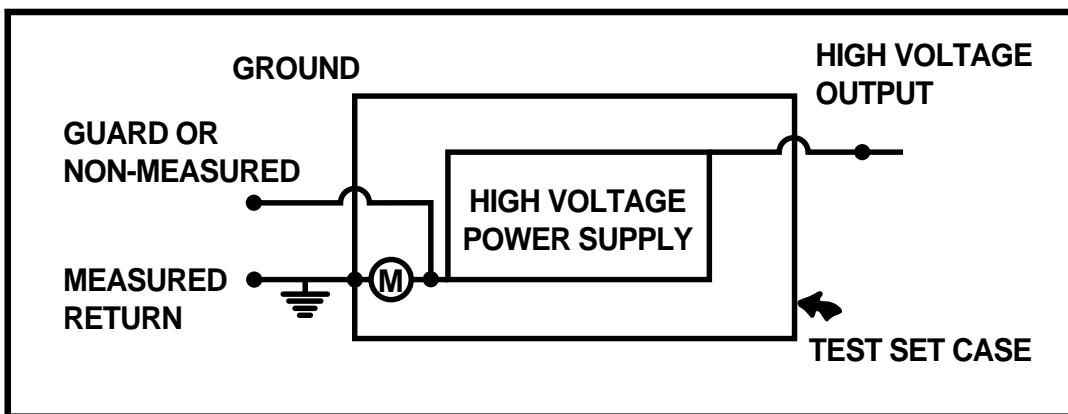 GROUND
HIGH VOLTAGE
OUTPUT
GUARD OR
NON-MEASURED
HIGH VOLTAGE
POWER SUPPLY
MEASURED
RETURN
M
TEST SET CASE